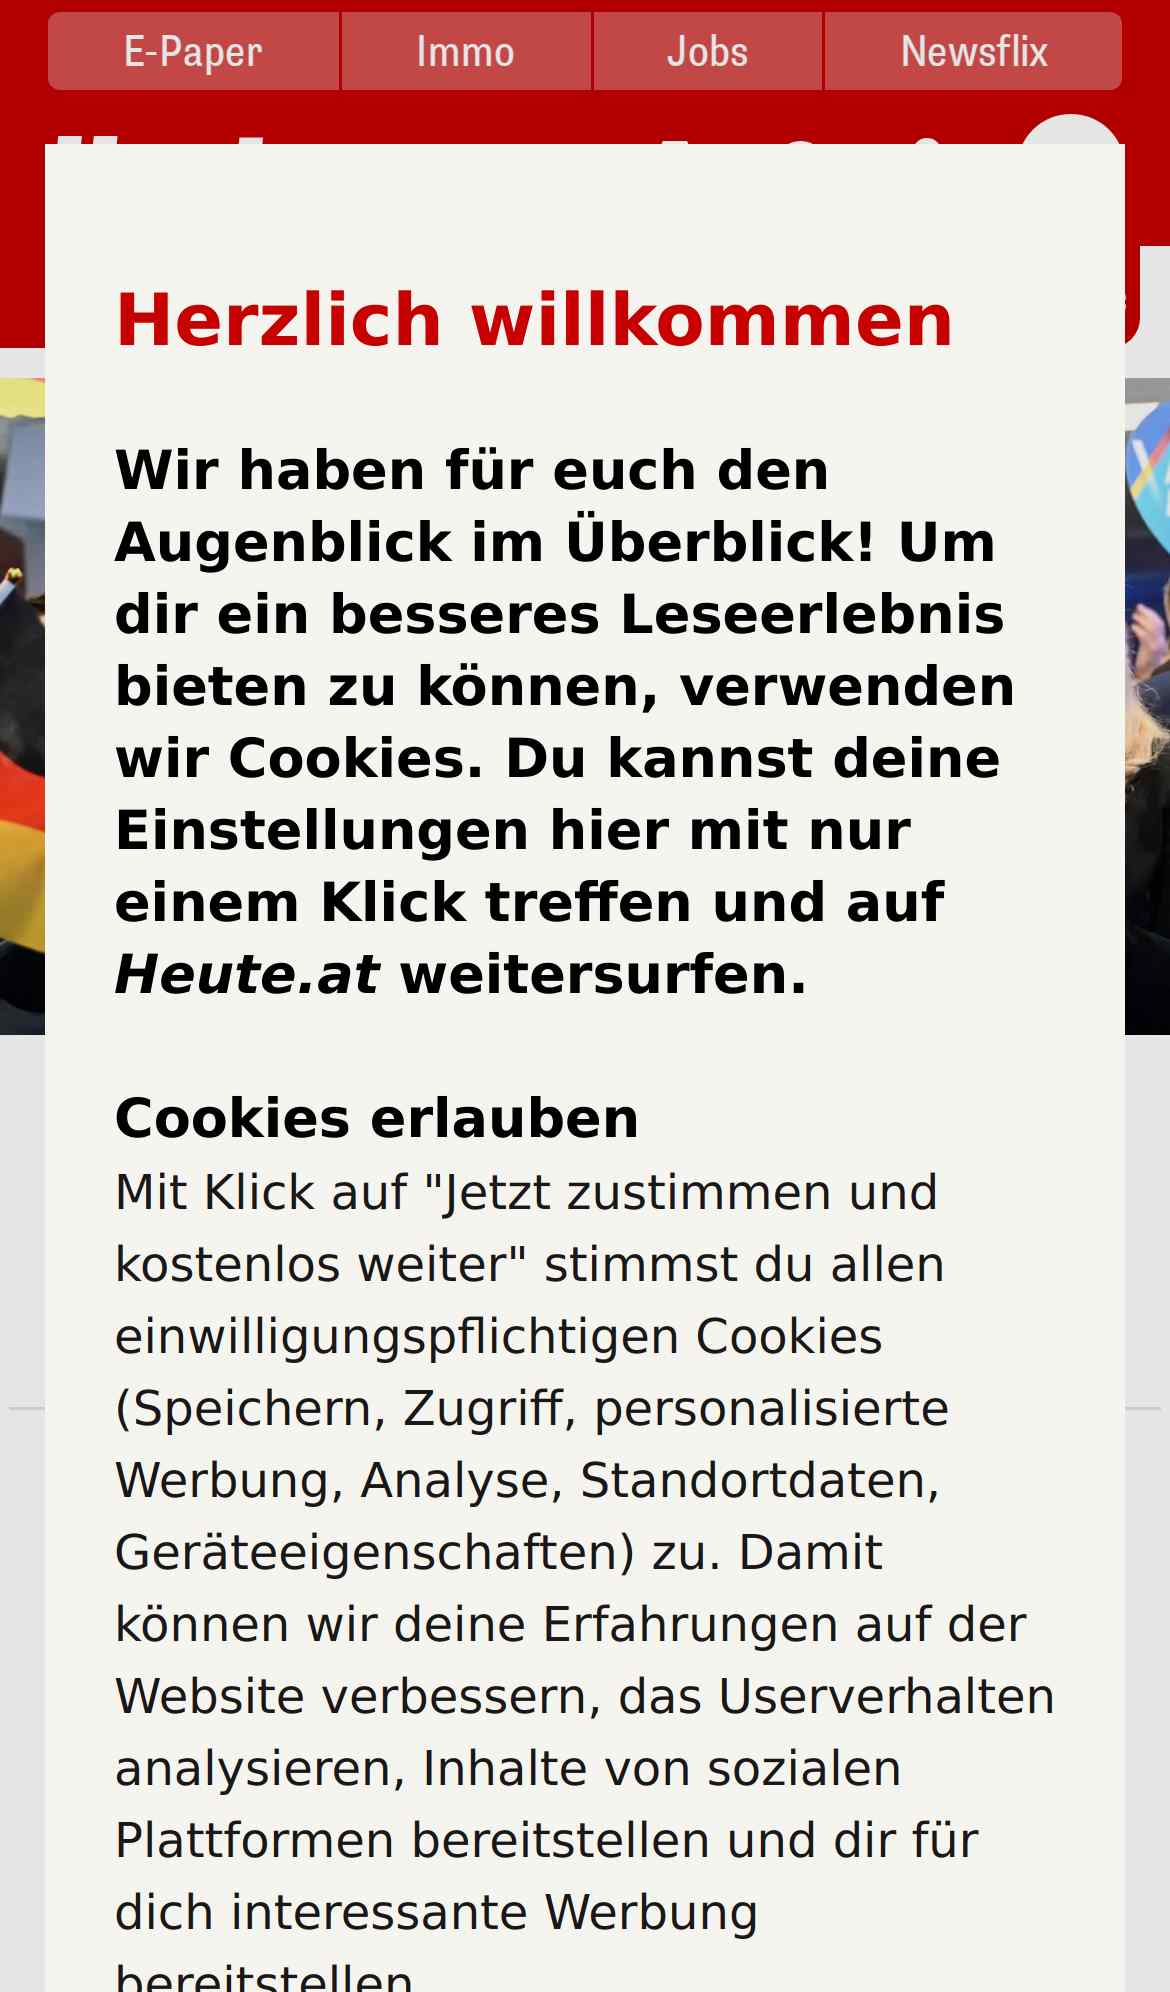 E-Paper
Immo
Jobs
Newsflix
Herzlich willkommen
Wir haben für euch den
Augenblick im Überblick! Um
dir ein besseres Leseerlebnis
bieten zu können, verwenden
wir Cookies. Du kannst deine
Einstellungen hier mit nur
einem Klick treffen und auf
Heute.at weitersurfen.
Cookies erlauben
Mit Klick auf "Jetzt zustimmen und
kostenlos weiter" stimmst du allen
einwilligungspflichtigen Cookies
(Speichern, Zugriff, personalisierte
Werbung, Analyse, Standortdaten,
Geräteeigenschaften) zu. Damit
können wir deine Erfahrungen auf der
Website verbessern, das Userverhalten
analysieren, Inhalte von sozialen
Plattformen bereitstellen und dir für
dich interessante Werbung
bereitstellen